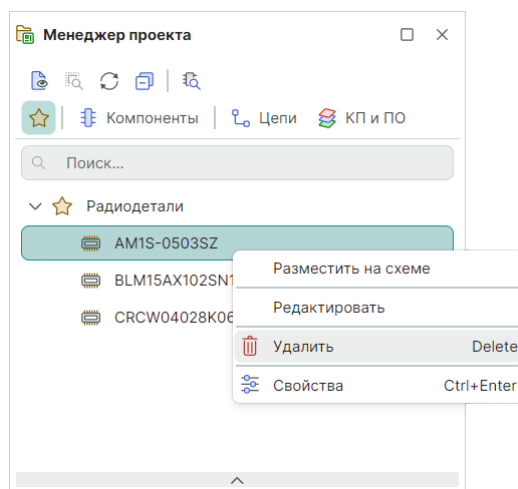 Менеджер проекта
Компоненты Цепи КП и ПО
Поиск...
Радиодетали
AM1S-0503SZ
Разместить на схеме
BLM15AX102SN1
Редактировать
CRCW04028K06
Удалить Delete
Свойства Ctrl+Enter